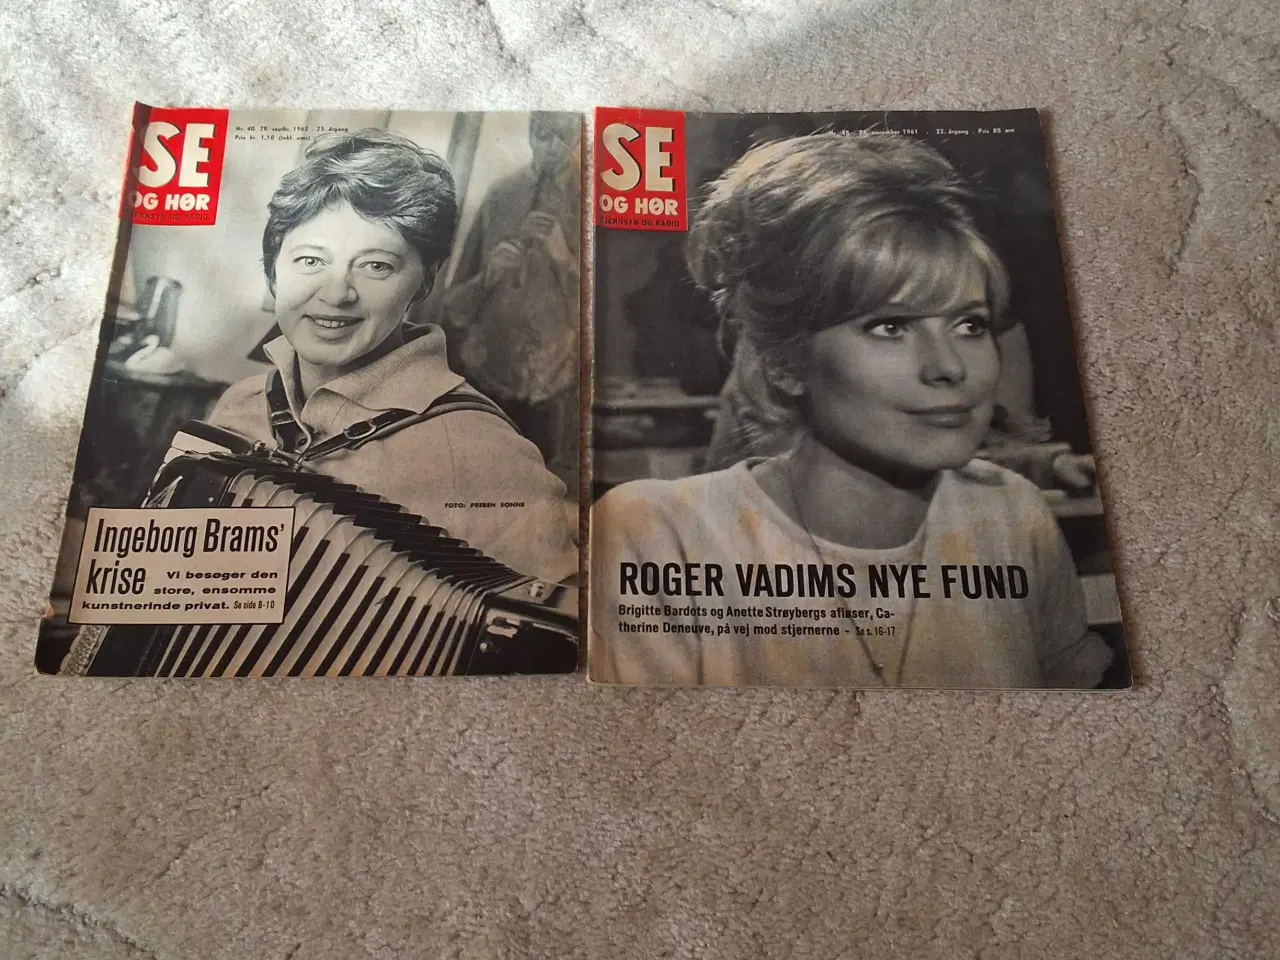 SE
OG HØR
FJERNSYN OG RADIO
Nr. 40. 28. septbr. 1962 . 23. årgang
Pris kr. 1,10 (inkl. oms)
FOTO: PREBEN SONNE
Ingeborg Brams'
krise Vi besøger den
store, ensomme
kunstnerinde privat. Se side 8-10
SE
OG HØR
FJERNSYN OG RADIO
Nr. 48 . 24. november 1961 . 22. årgang . Pris 85 øre
ROGER VADIMS NYE FUND
Brigitte Bardots og Anette Strøybergs afløser, Ca-
therine Deneuve, på vej mod stjernerne - Se s. 16-17